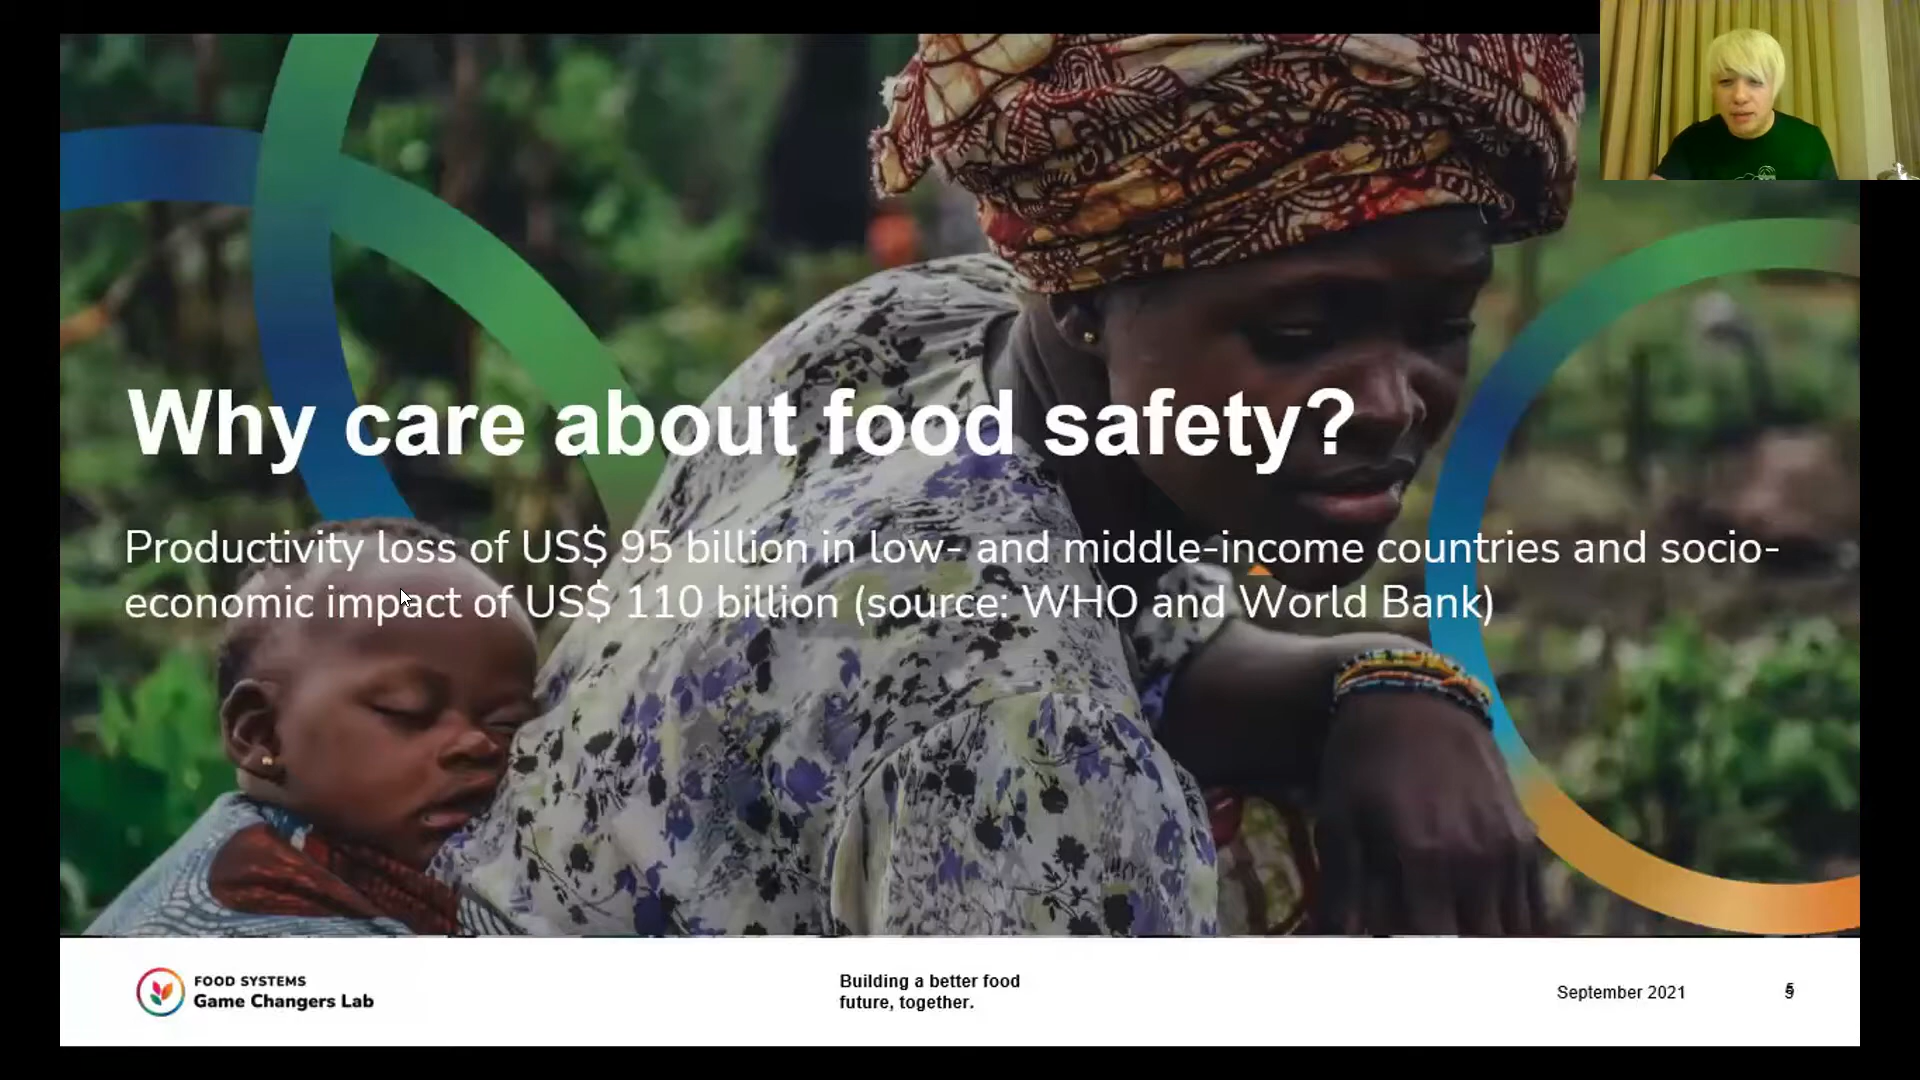 Why care about food safety?
Productivity loss of US$ 95 billion in low- and middle-income countries and socio-
economic impact of US$ 110 billion (source: WHO and World Bank)
FOOD SYSTEMS
Game Changers Lab
Building a better food
future, together.
September 2021